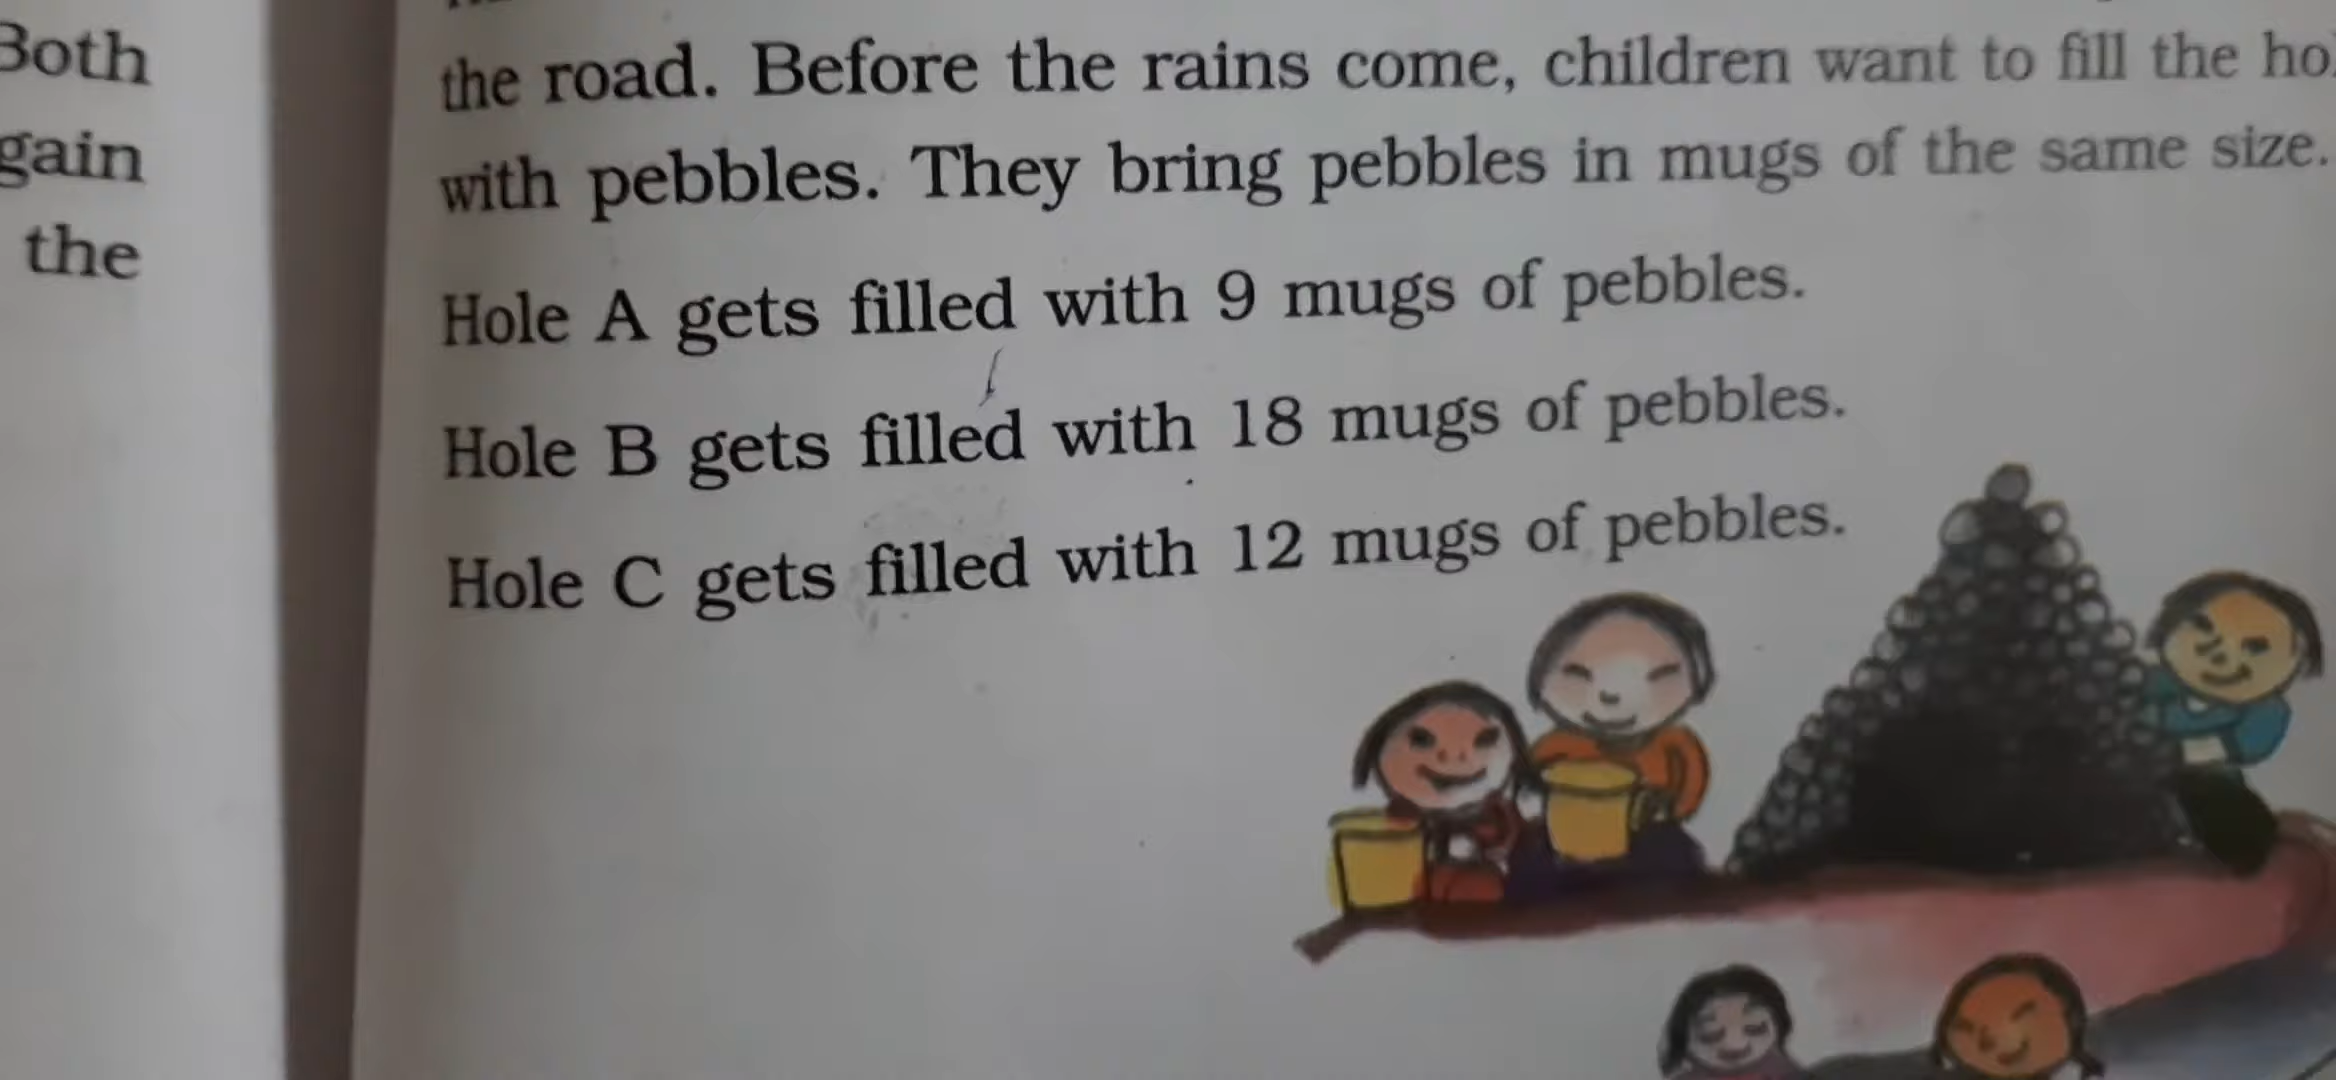 Both
gain
the
the road. Before the rains come, children want to fill the
with pebbles. They bring pebbles in mugs of the same size.
Hole A gets filled with 9 mugs of pebbles.
Hole B gets filled with 18 mugs of pebbles.
Hole C gets filled with 12 mugs of pebbles.